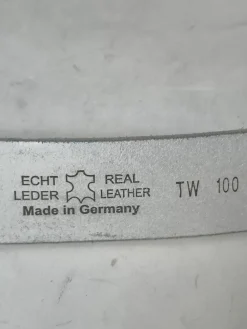 ECHT REAL
LEDER LEATHER TW 100
Made in Germany